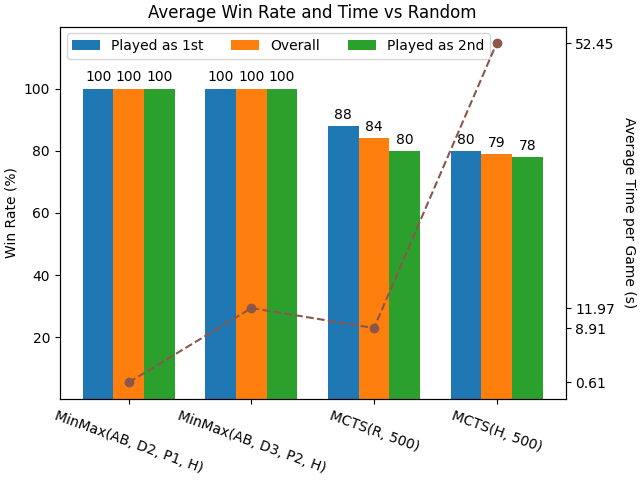 Average Win Rate and Time vs Random
Played as 1st Overall Played as 2nd
100 100 100 100 100 100 88 84 80 80 79 78
Win Rate (%)
100
80
60
40
20
Average Time per Game (s)
52.45
11.97
8.91
0.61
MinMax(AB, D2, P1, H)
MinMax(AB, D3, P2, H)
MCTS(R, 500)
MCTS(H, 500)